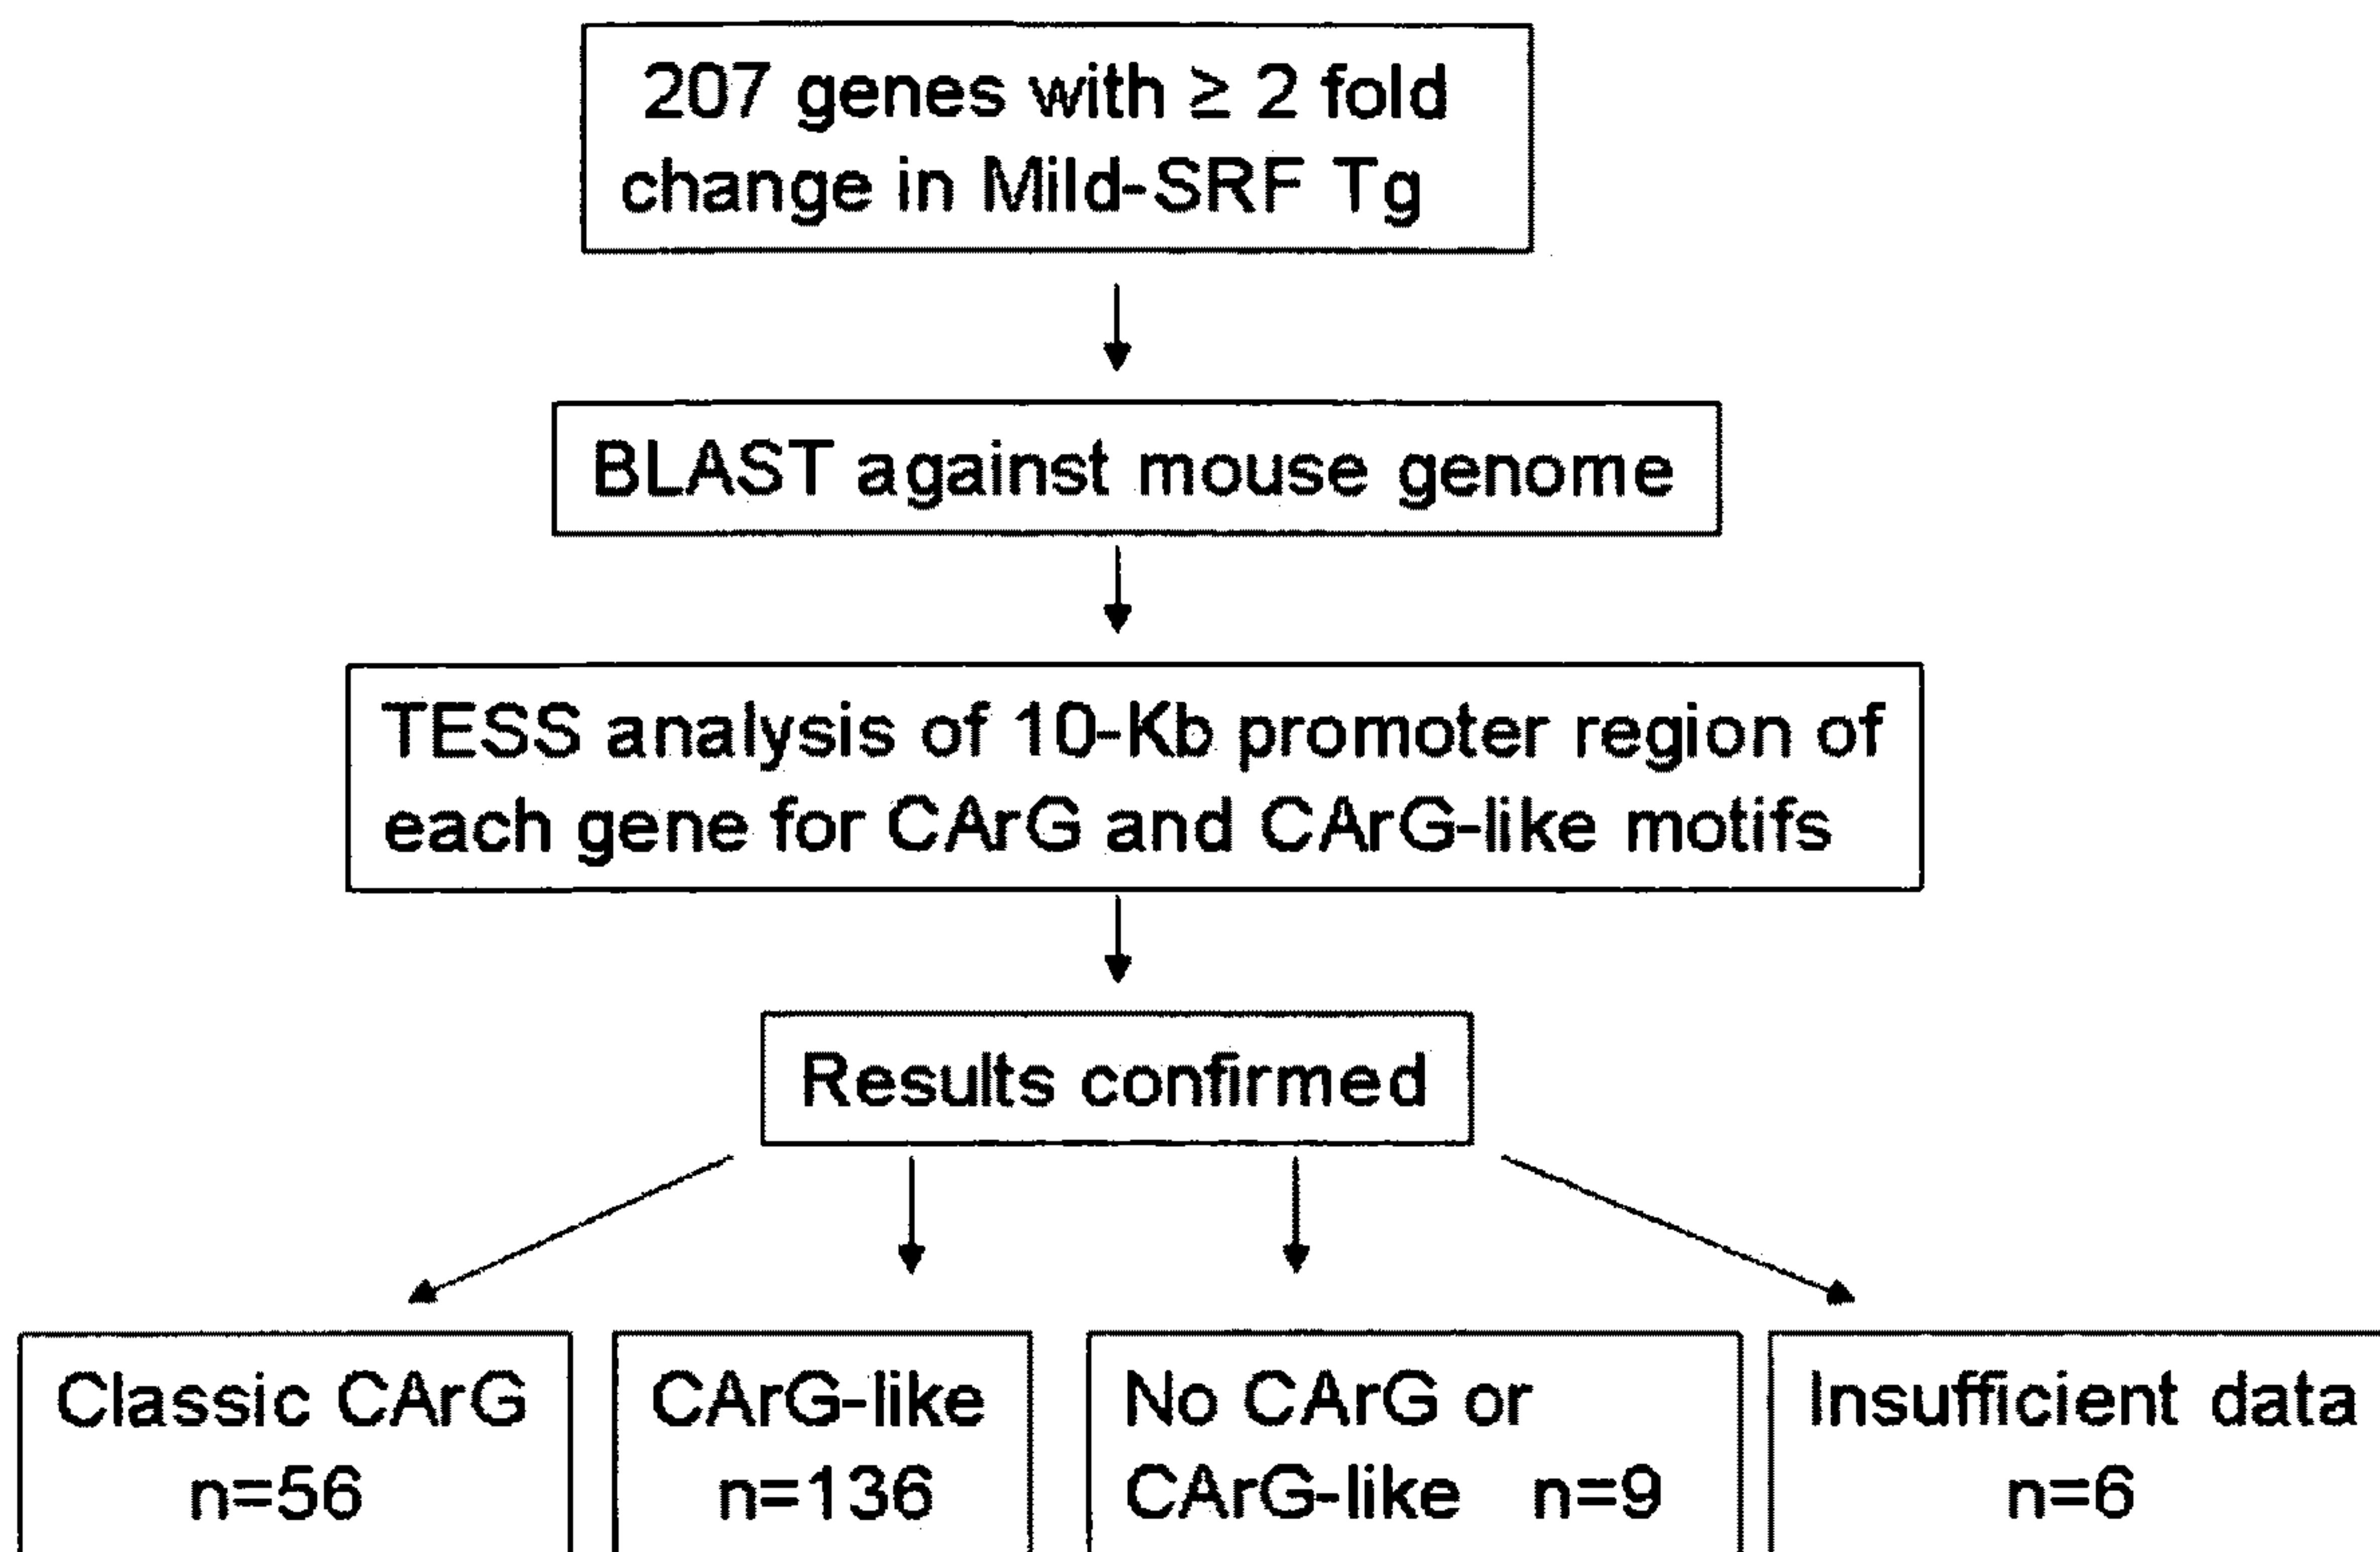 207 genes with ≥ 2 fold
change in Mild-SRF Tg
BLAST against mouse genome
TESS analysis of 10-Kb promoter region of
each gene for CArG and CArG-like motifs
Results confirmed
Classic CArG
n=56
CArG-like
n=136
No CArG or
CArG-like n=9
Insufficient data
n=6